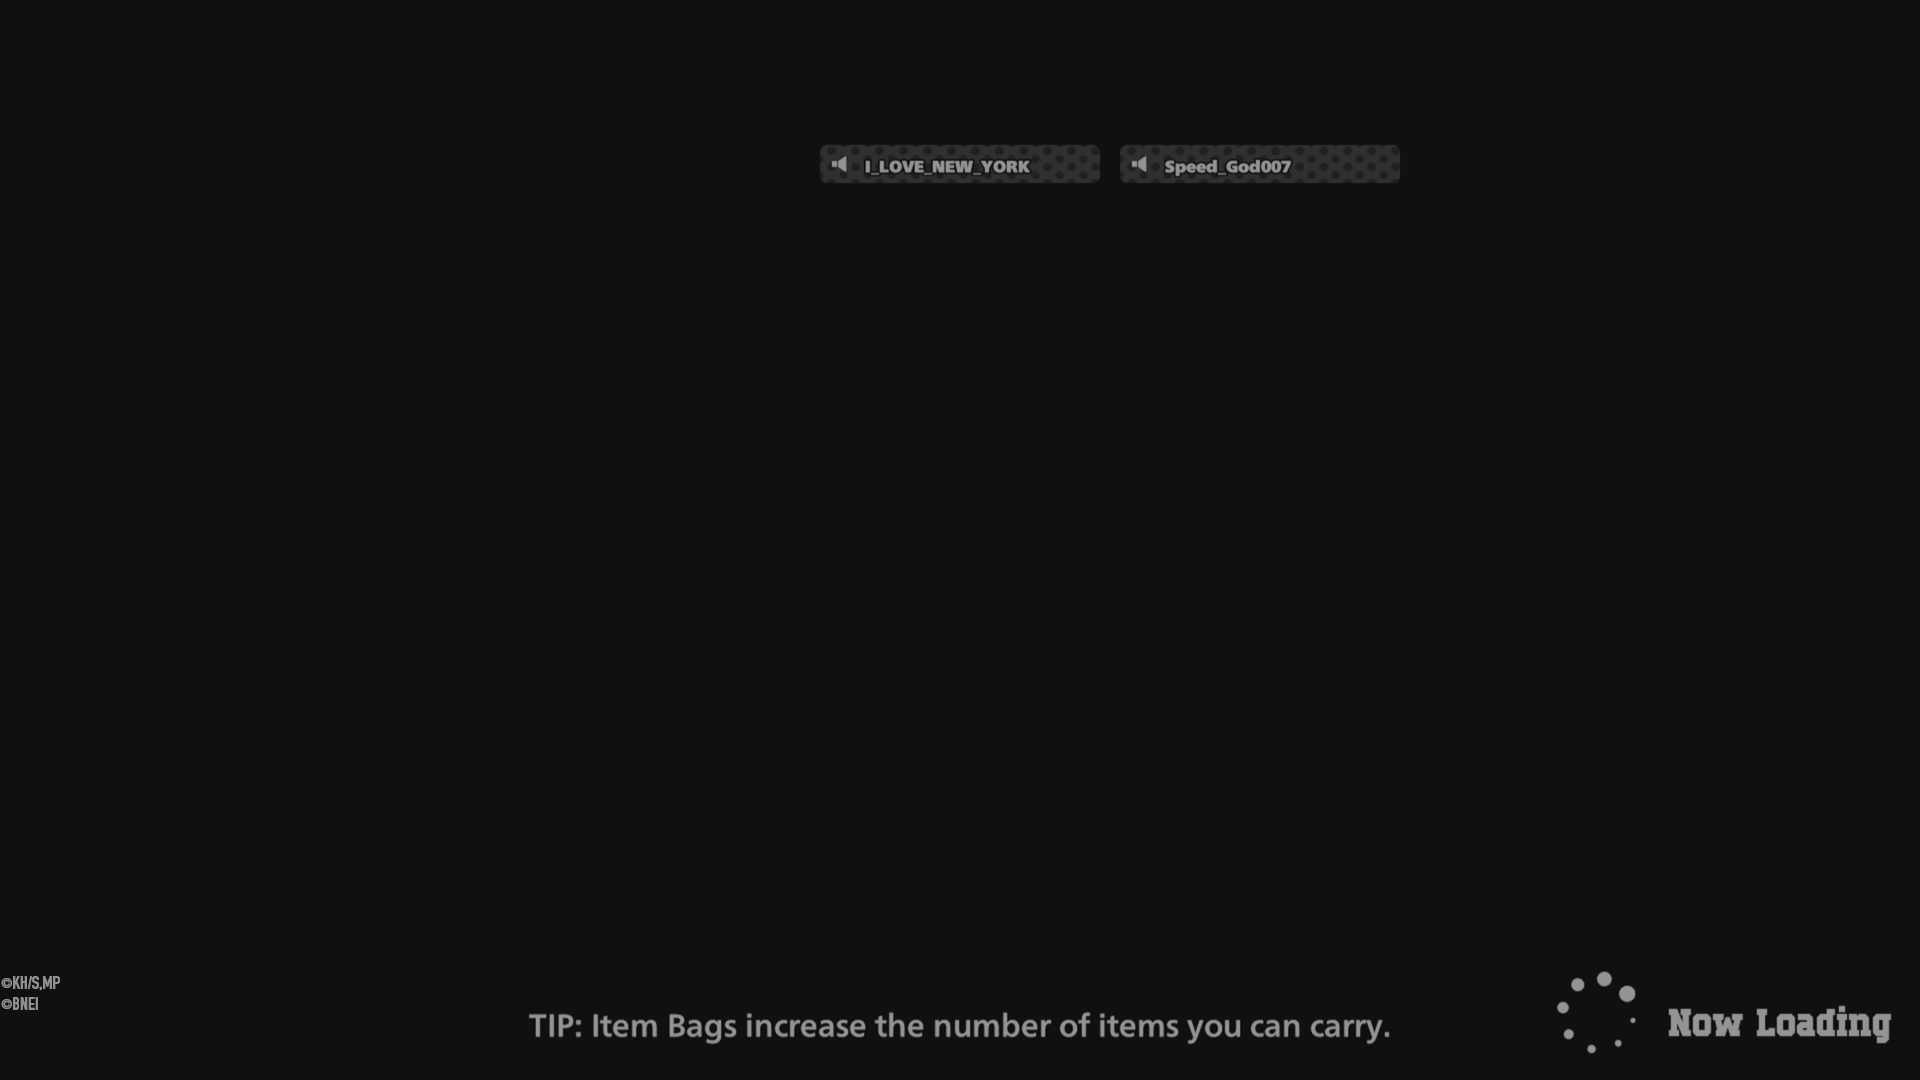 I_LOVE_NEW_YORK
Speed_God007
©KH/S,MP
©BNEI
TIP: Item Bags increase the number of items you can carry.
Now Loading